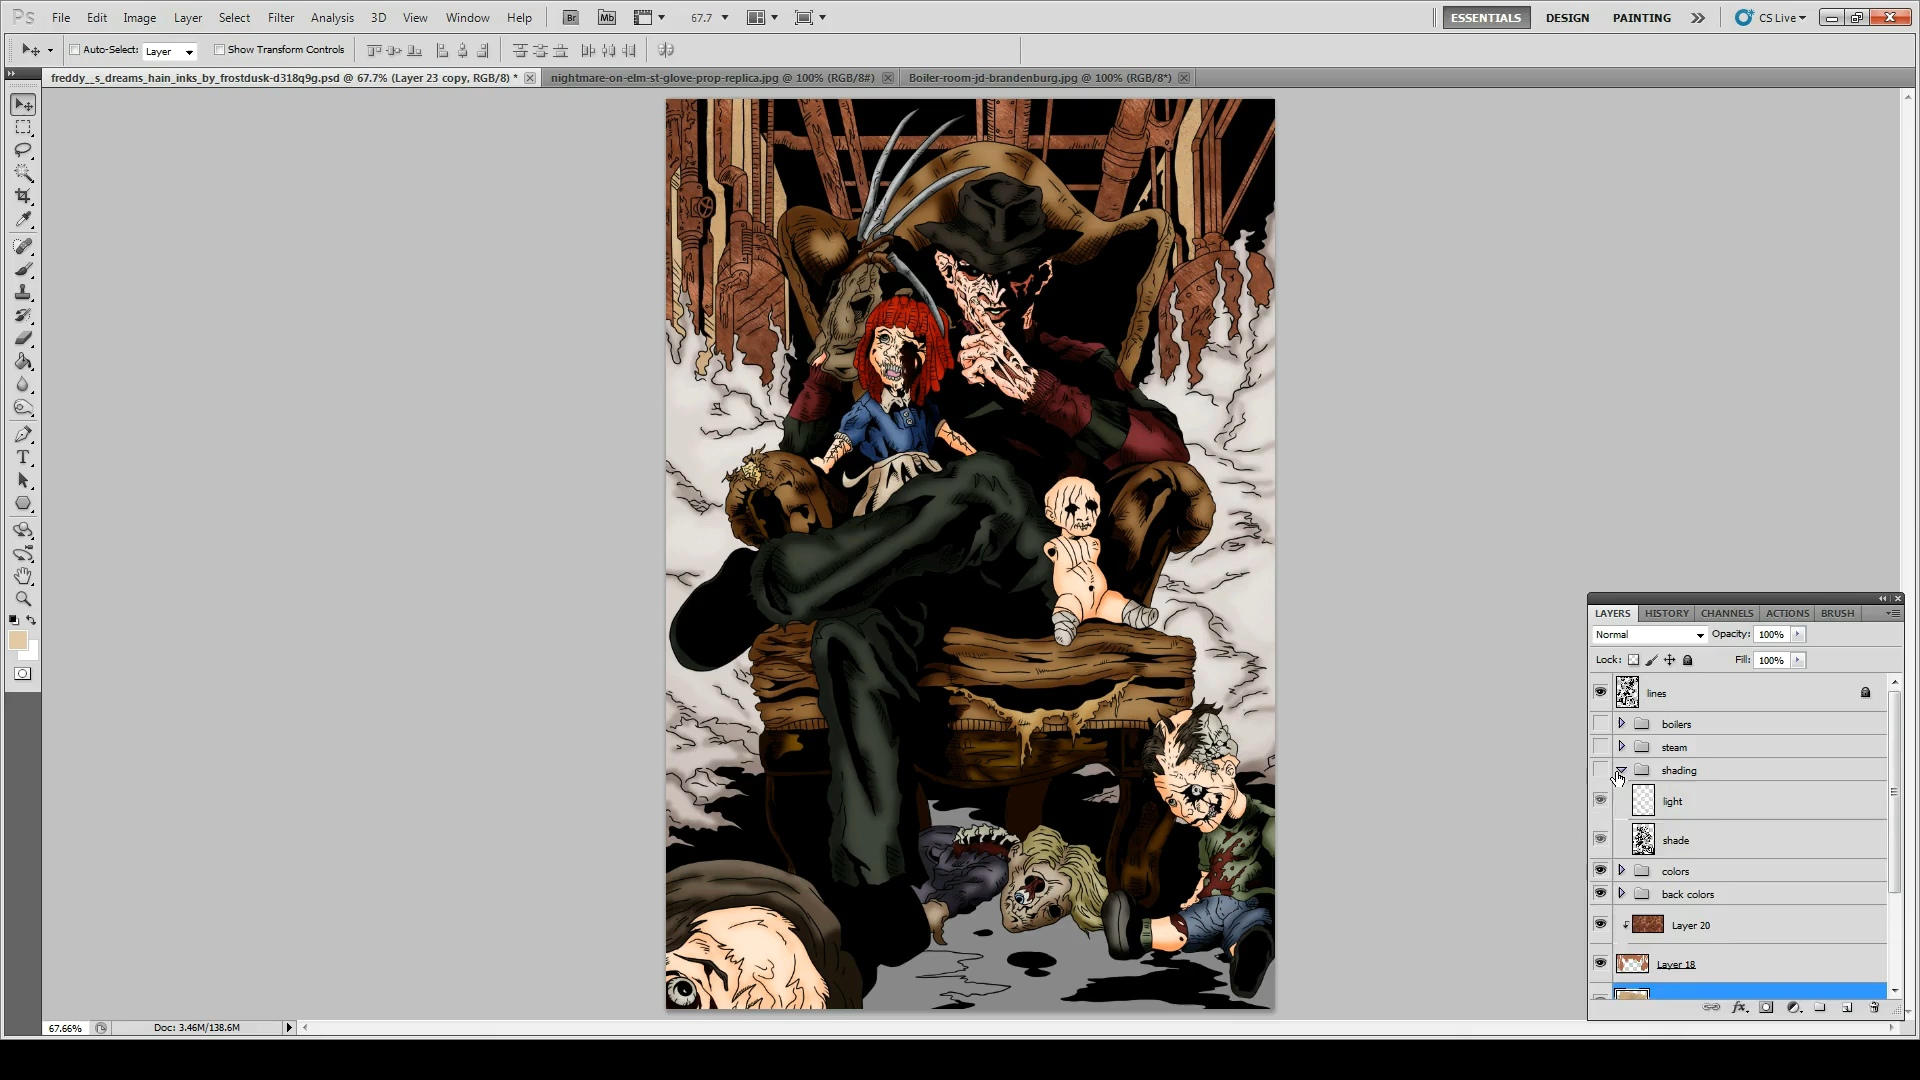 Ps File Edit Image Layer Select Filter Analysis 3D View Window Help Br Mb 67.7 ESSENTIALS DESIGN PAINTING CS Live
Auto-Select: Layer Show Transform Controls
freddy__s_dreams_hain_inks_by_frostdusk-d318q9g.psd @ 67.7% (Layer 23 copy, RGB/8) * nightmare-on-elm-st-glove-prop-replica.jpg @ 100% (RGB/8#) Boiler-room-jd-brandenburg.jpg @ 100% (RGB/8*)
LAYERS HISTORY CHANNELS ACTIONS BRUSH
Normal Opacity: 100%
Lock: Fill: 100%
lines
boilers
steam
shading
light
shade
colors
back colors
Layer 20
Layer 18
66.67%
Doc: 3.46M/138.6M